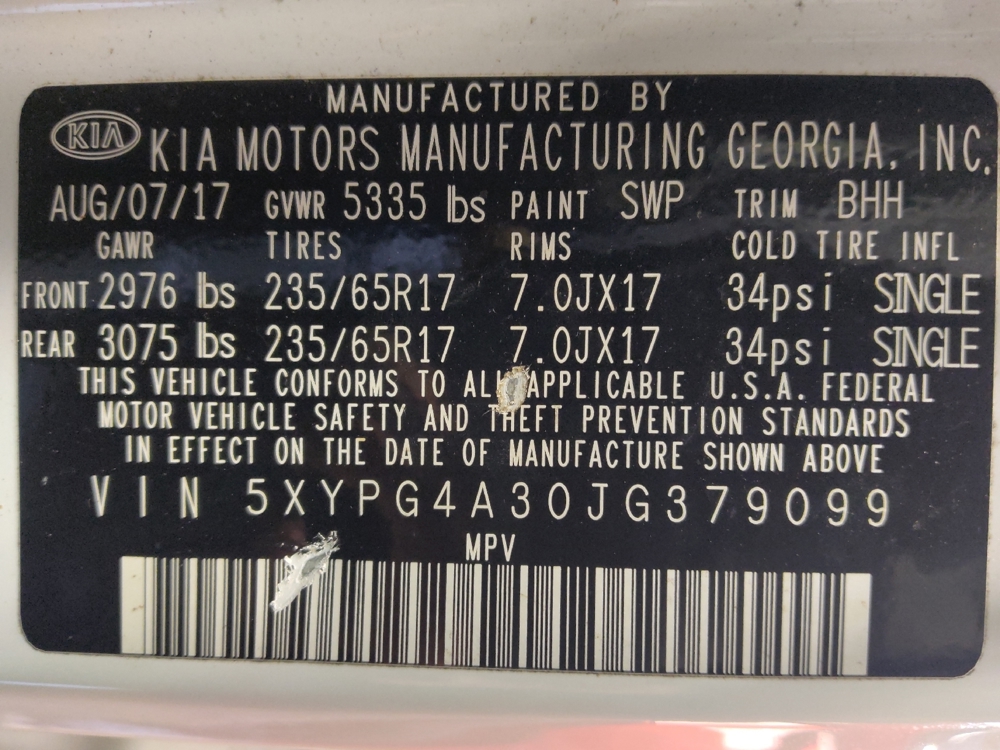 MANUFACTURED BY
KIA KIA MOTORS MANUFACTURING GEORGIA, INC.
AUG/07/17 GVWR 5335 lbs PAINT SWP TRIM BHH
GAWR TIRES RIMS COLD TIRE INFL
FRONT 2976 lbs 235/65R17 7.0JX17 34psi SINGLE
REAR 3075 lbs 235/65R17 7.0JX17 34psi SINGLE
THIS VEHICLE CONFORMS TO ALL APPLICABLE U.S.A. FEDERAL
MOTOR VEHICLE SAFETY AND THEFT PREVENTION STANDARDS
IN EFFECT ON THE DATE OF MANUFACTURE SHOWN ABOVE
VIN 5XYPG4A30JG379099
MPV